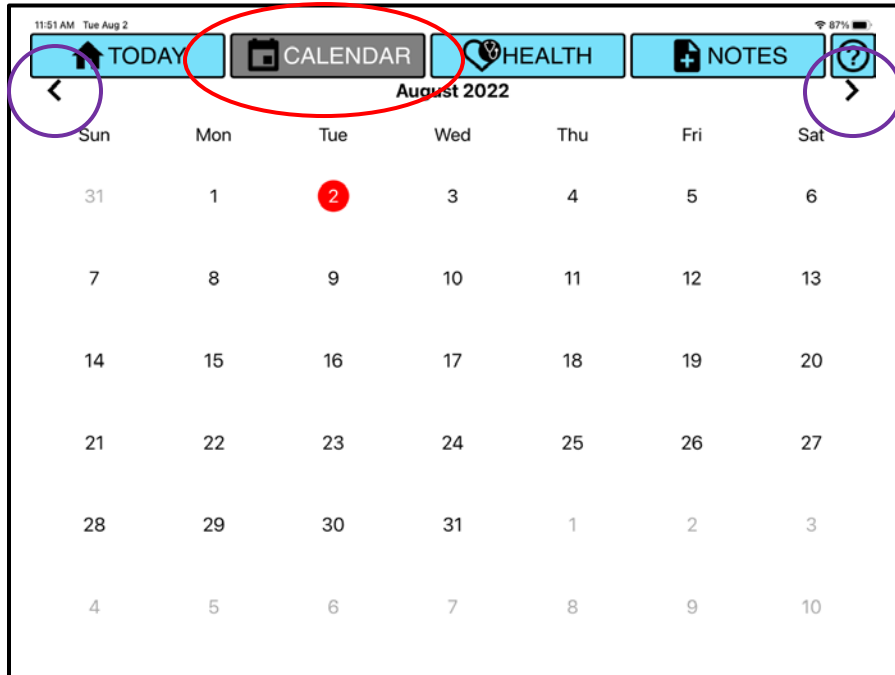 11:51 AM Tue Aug 2 87%
TODAY CALENDAR HEALTH NOTES ?
August 2022
Sun Mon Tue Wed Thu Fri Sat
31 1 2 3 4 5 6
7 8 9 10 11 12 13
14 15 16 17 18 19 20
21 22 23 24 25 26 27
28 29 30 31 1 2 3
4 5 6 7 8 9 10